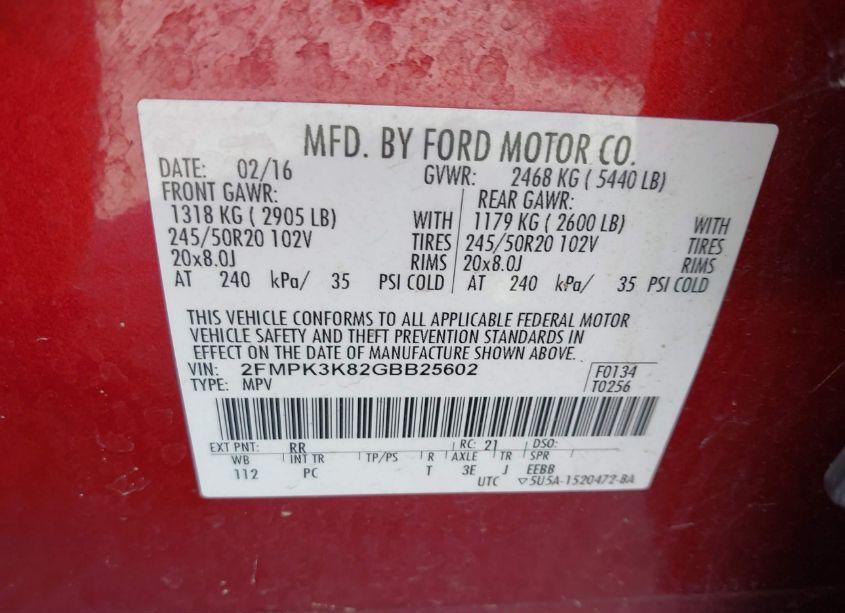 MFD. BY FORD MOTOR CO.
DATE: 02/16 GVWR: 2468 KG ( 5440 LB)
FRONT GAWR: REAR GAWR:
1318 KG ( 2905 LB) WITH 1179 KG ( 2600 LB) WITH
245/50R20 102V TIRES 245/50R20 102V TIRES
20x8.0J RIMS 20x8.0J RIMS
AT 240 kPa/ 35 PSI COLD AT 240 kPa/ 35 PSI COLD
THIS VEHICLE CONFORMS TO ALL APPLICABLE FEDERAL MOTOR
VEHICLE SAFETY AND THEFT PREVENTION STANDARDS IN
EFFECT ON THE DATE OF MANUFACTURE SHOWN ABOVE.
VIN: 2FMPK3K82GBB25602 F0134
TYPE: MPV T0256
EXT PNT: RR RC: 21 DSO:
WB INT TR TP/PS R AXLE TR SPR
112 PC T 3E J EEBB
UTC ▽5U5A-1520472-BA